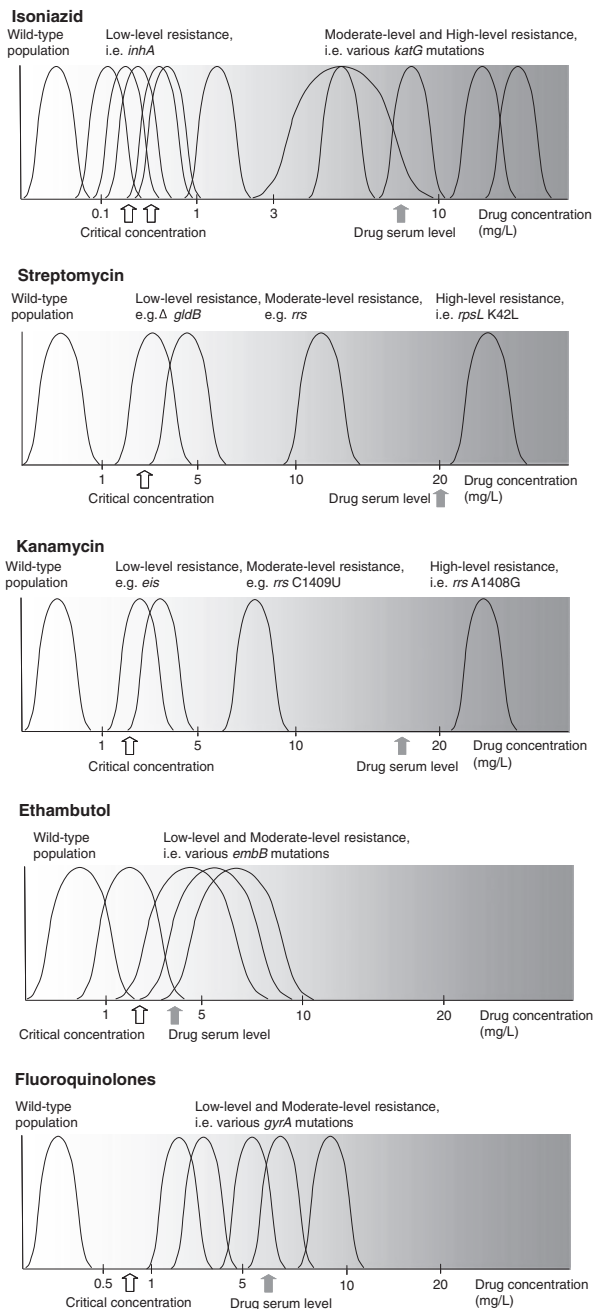 Isoniazid
Wild-type population
Low-level resistance, i.e. inhA
Moderate-level and High-level resistance, i.e. various katG mutations
0.1 1 3 10 Drug concentration (mg/L)
Critical concentration
Drug serum level
Streptomycin
Wild-type population
Low-level resistance, e.g.Δ gldB
Moderate-level resistance, e.g. rrs
High-level resistance, i.e. rpsL K42L
1 5 10 20 Drug concentration (mg/L)
Critical concentration
Drug serum level
Kanamycin
Wild-type population
Low-level resistance, e.g. eis
Moderate-level resistance, e.g. rrs C1409U
High-level resistance, i.e. rrs A1408G
1 5 10 20 Drug concentration (mg/L)
Critical concentration
Drug serum level
Ethambutol
Wild-type population
Low-level and Moderate-level resistance, i.e. various embB mutations
1 5 10 20 Drug concentration (mg/L)
Critical concentration
Drug serum level
Fluoroquinolones
Wild-type population
Low-level and Moderate-level resistance, i.e. various gyrA mutations
0.5 1 5 10 20 Drug concentration (mg/L)
Critical concentration
Drug serum level